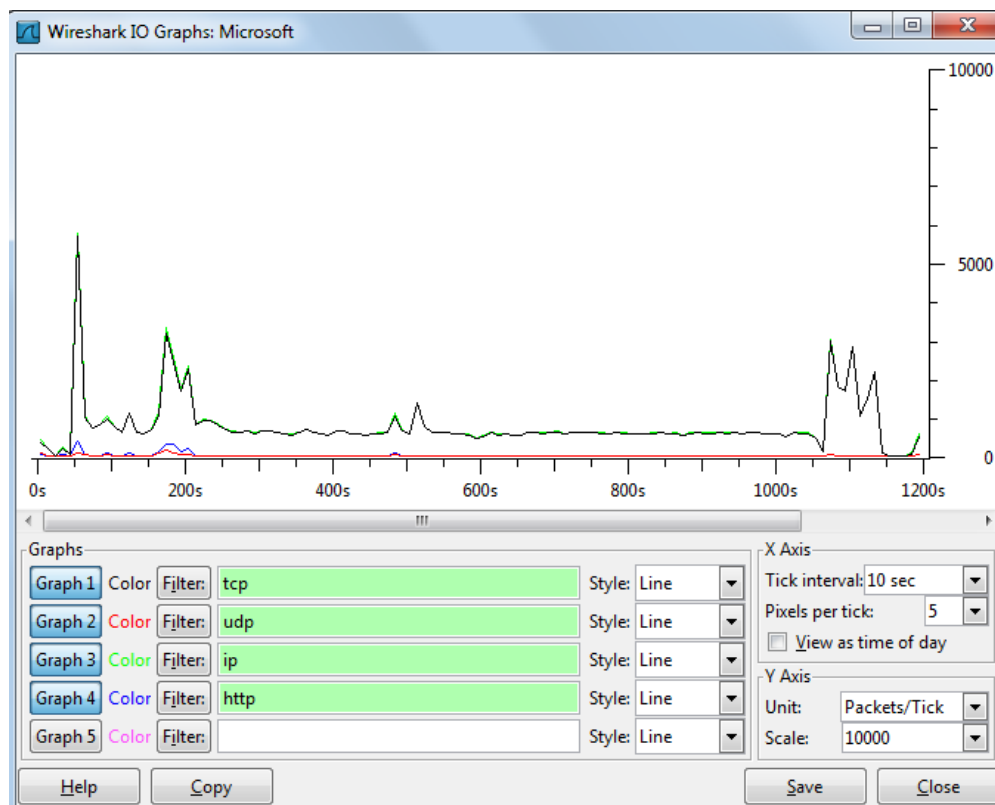 Wireshark IO Graphs: Microsoft
10000
5000
0
0s 200s 400s 600s 800s 1000s 1200s
Graphs
Graph 1 Color Filter: tcp Style: Line
Graph 2 Color Filter: udp Style: Line
Graph 3 Color Filter: ip Style: Line
Graph 4 Color Filter: http Style: Line
Graph 5 Color Filter: Style: Line
X Axis
Tick interval: 10 sec
Pixels per tick: 5
View as time of day
Y Axis
Unit: Packets/Tick
Scale: 10000
Help Copy Save Close